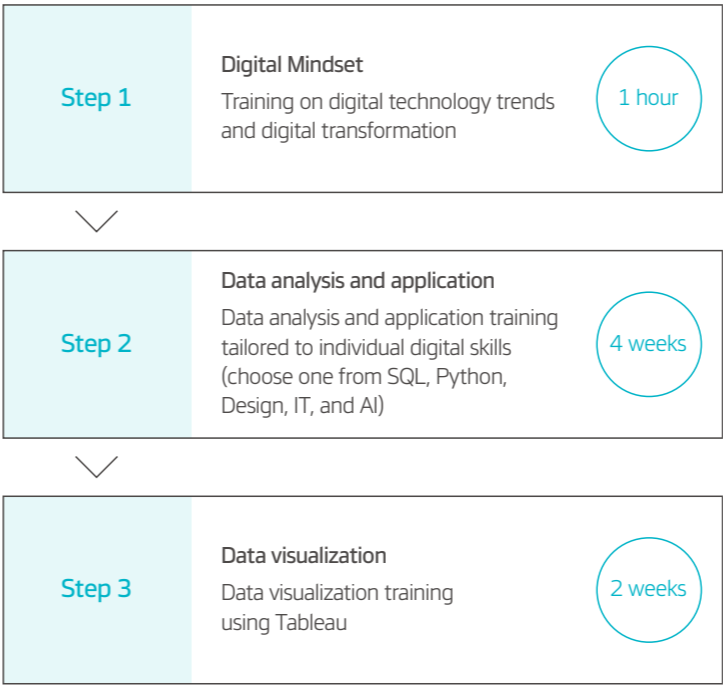 Step 1
Digital Mindset
Training on digital technology trends
and digital transformation
1 hour
Step 2
Data analysis and application
Data analysis and application training
tailored to individual digital skills
(choose one from SQL, Python,
Design, IT, and AI)
4 weeks
Step 3
Data visualization
Data visualization training
using Tableau
2 weeks